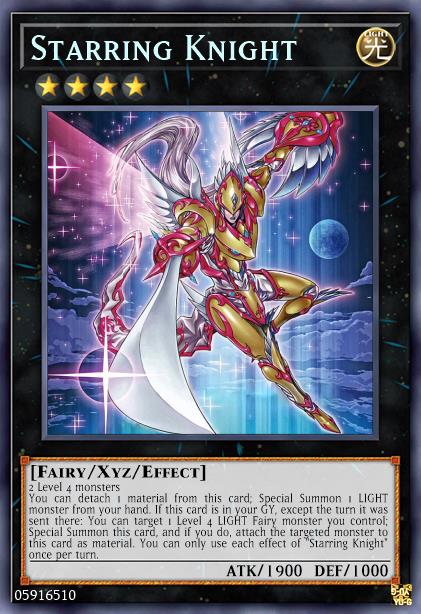 STARRING KNIGHT
LIGHT
光
[FAIRY/XYZ/EFFECT]
2 Level 4 monsters
You can detach 1 material from this card; Special Summon 1 LIGHT
monster from your hand. If this card is in your GY, except the turn it was
sent there: You can target 1 Level 4 LIGHT Fairy monster you control;
Special Summon this card, and if you do, attach the targeted monster to
this card as material. You can only use each effect of "Starring Knight"
once per turn.
ATK/1900 DEF/1000
05916510